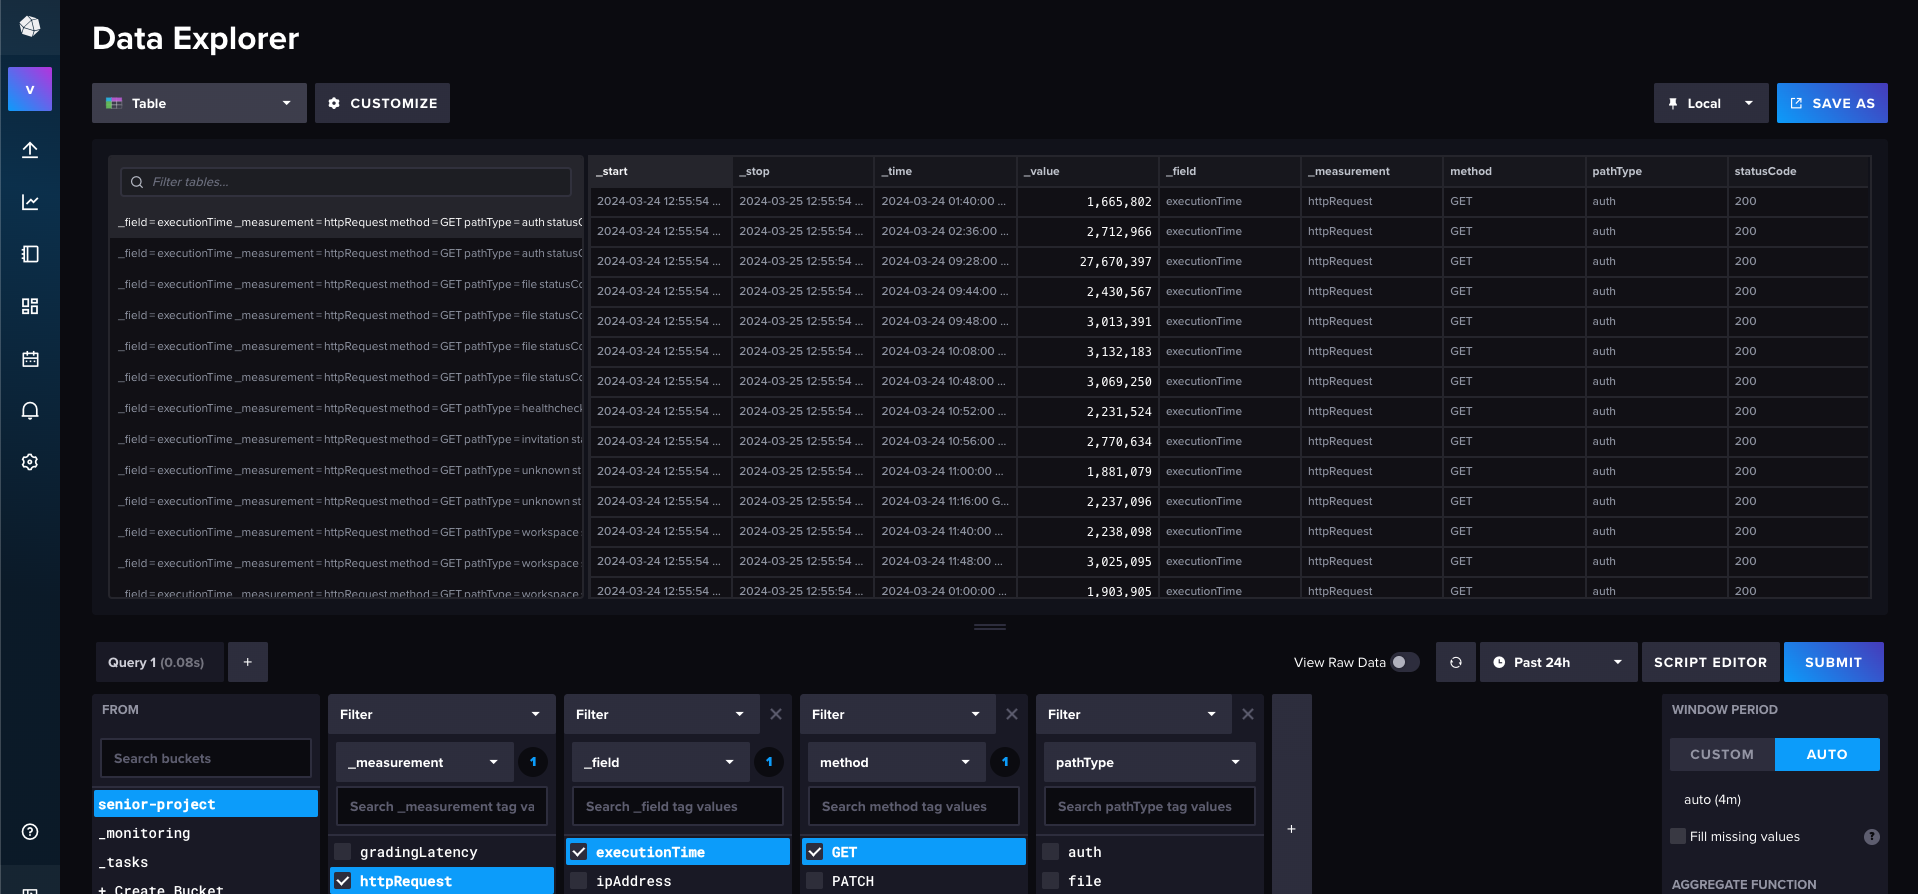 Data Explorer
V
Table
CUSTOMIZE
Local
SAVE AS
Filter tables...
_field = executionTime _measurement = httpRequest method = GET pathType = auth statusC
_field = executionTime _measurement = httpRequest method = GET pathType = auth statusC
_field = executionTime _measurement = httpRequest method = GET pathType = file statusCo
_field = executionTime _measurement = httpRequest method = GET pathType = file statusCo
_field = executionTime _measurement = httpRequest method = GET pathType = file statusCo
_field = executionTime _measurement = httpRequest method = GET pathType = file statusCo
_field = executionTime _measurement = httpRequest method = GET pathType = healthcheck
_field = executionTime _measurement = httpRequest method = GET pathType = invitation sta
_field = executionTime _measurement = httpRequest method = GET pathType = unknown st
_field = executionTime _measurement = httpRequest method = GET pathType = unknown st
_field = executionTime _measurement = httpRequest method = GET pathType = workspace
_field = executionTime _measurement = httpRequest method = GET pathType = workspace
_field = executionTime _measurement = httpRequest method = GET pathType = workspace
_start _stop _time _value _field _measurement method pathType statusCode
2024-03-24 12:55:54 ... 2024-03-25 12:55:54 ... 2024-03-24 01:40:00 ... 1,665,802 executionTime httpRequest GET auth 200
2024-03-24 12:55:54 ... 2024-03-25 12:55:54 ... 2024-03-24 02:36:00 ... 2,712,966 executionTime httpRequest GET auth 200
2024-03-24 12:55:54 ... 2024-03-25 12:55:54 ... 2024-03-24 09:28:00 ... 27,670,397 executionTime httpRequest GET auth 200
2024-03-24 12:55:54 ... 2024-03-25 12:55:54 ... 2024-03-24 09:44:00 ... 2,430,567 executionTime httpRequest GET auth 200
2024-03-24 12:55:54 ... 2024-03-25 12:55:54 ... 2024-03-24 09:48:00 ... 3,013,391 executionTime httpRequest GET auth 200
2024-03-24 12:55:54 ... 2024-03-25 12:55:54 ... 2024-03-24 10:08:00 ... 3,132,183 executionTime httpRequest GET auth 200
2024-03-24 12:55:54 ... 2024-03-25 12:55:54 ... 2024-03-24 10:48:00 ... 3,069,250 executionTime httpRequest GET auth 200
2024-03-24 12:55:54 ... 2024-03-25 12:55:54 ... 2024-03-24 10:52:00 ... 2,231,524 executionTime httpRequest GET auth 200
2024-03-24 12:55:54 ... 2024-03-25 12:55:54 ... 2024-03-24 10:56:00 ... 2,770,634 executionTime httpRequest GET auth 200
2024-03-24 12:55:54 ... 2024-03-25 12:55:54 ... 2024-03-24 11:00:00 ... 1,881,079 executionTime httpRequest GET auth 200
2024-03-24 12:55:54 ... 2024-03-25 12:55:54 ... 2024-03-24 11:16:00 G... 2,237,096 executionTime httpRequest GET auth 200
2024-03-24 12:55:54 ... 2024-03-25 12:55:54 ... 2024-03-24 11:40:00 ... 2,238,098 executionTime httpRequest GET auth 200
2024-03-24 12:55:54 ... 2024-03-25 12:55:54 ... 2024-03-24 11:48:00 ... 3,025,095 executionTime httpRequest GET auth 200
2024-03-24 12:55:54 ... 2024-03-25 12:55:54 ... 2024-03-24 01:00:00 ... 1,903,905 executionTime httpRequest GET auth 200
Query 1 (0.08s)
+
View Raw Data
Past 24h
SCRIPT EDITOR
SUBMIT
FROM
Search buckets
senior-project
_monitoring
_tasks
+ Create Bucket
Filter
_measurement 1
Search _measurement tag va
gradingLatency
httpRequest
Filter
_field 1
Search _field tag values
executionTime
ipAddress
Filter
method 1
Search method tag values
GET
PATCH
Filter
pathType
Search pathType tag values
auth
file
+
WINDOW PERIOD
CUSTOM AUTO
auto (4m)
Fill missing values ?
AGGREGATE FUNCTION